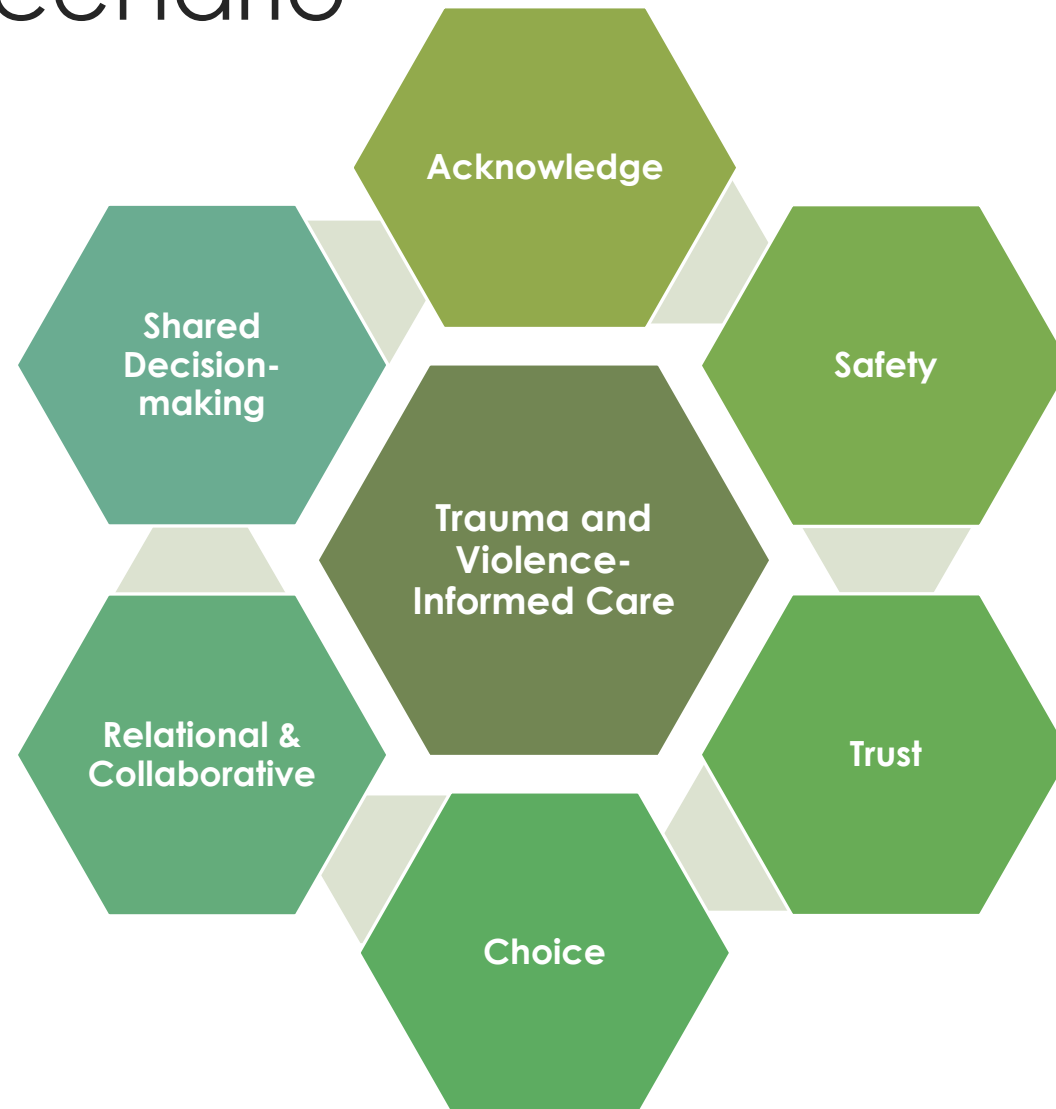 Acknowledge
Shared
Decision-
making
Safety
Trauma and
Violence-
Informed Care
Relational &
Collaborative
Trust
Choice